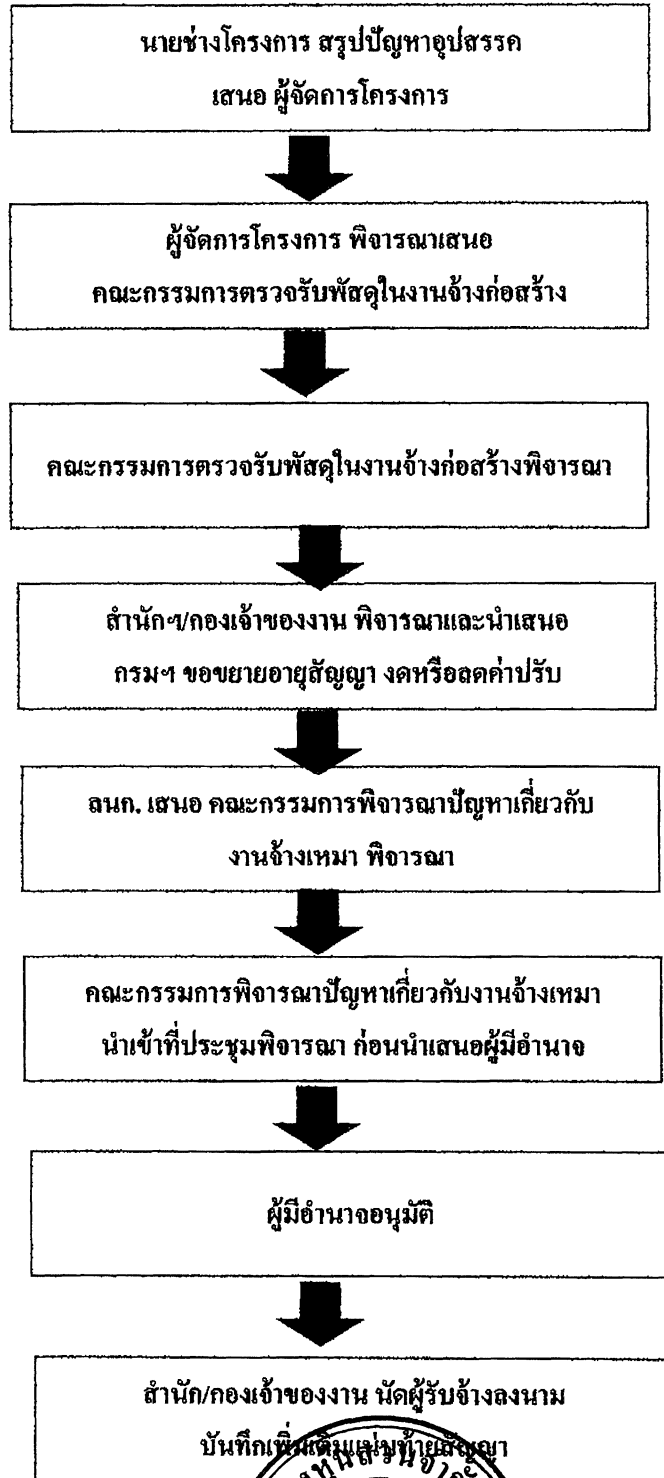 นายช่างโครงการ สรุปปัญหาอุปสรรค
เสนอ ผู้จัดการโครงการ
ผู้จัดการโครงการ พิจารณาเสนอ
คณะกรรมการตรวจรับพัสดุในงานจ้างก่อสร้าง
คณะกรรมการตรวจรับพัสดุในงานจ้างก่อสร้างพิจารณา
สำนักฯ/กองเจ้าของงาน พิจารณาและนำเสนอ
กรมฯ ขอขยายอายุสัญญา งดหรือลดค่าปรับ
ลนก. เสนอ คณะกรรมการพิจารณาปัญหาเกี่ยวกับ
งานจ้างเหมา พิจารณา
คณะกรรมการพิจารณาปัญหาเกี่ยวกับงานจ้างเหมา
นำเข้าที่ประชุมพิจารณา ก่อนนำเสนอผู้มีอำนาจ
ผู้มีอำนาจอนุมัติ
สำนัก/กองเจ้าของงาน นัดผู้รับจ้างลงนาม
บันทึกเพิ่มเติมแนบท้ายสัญญา